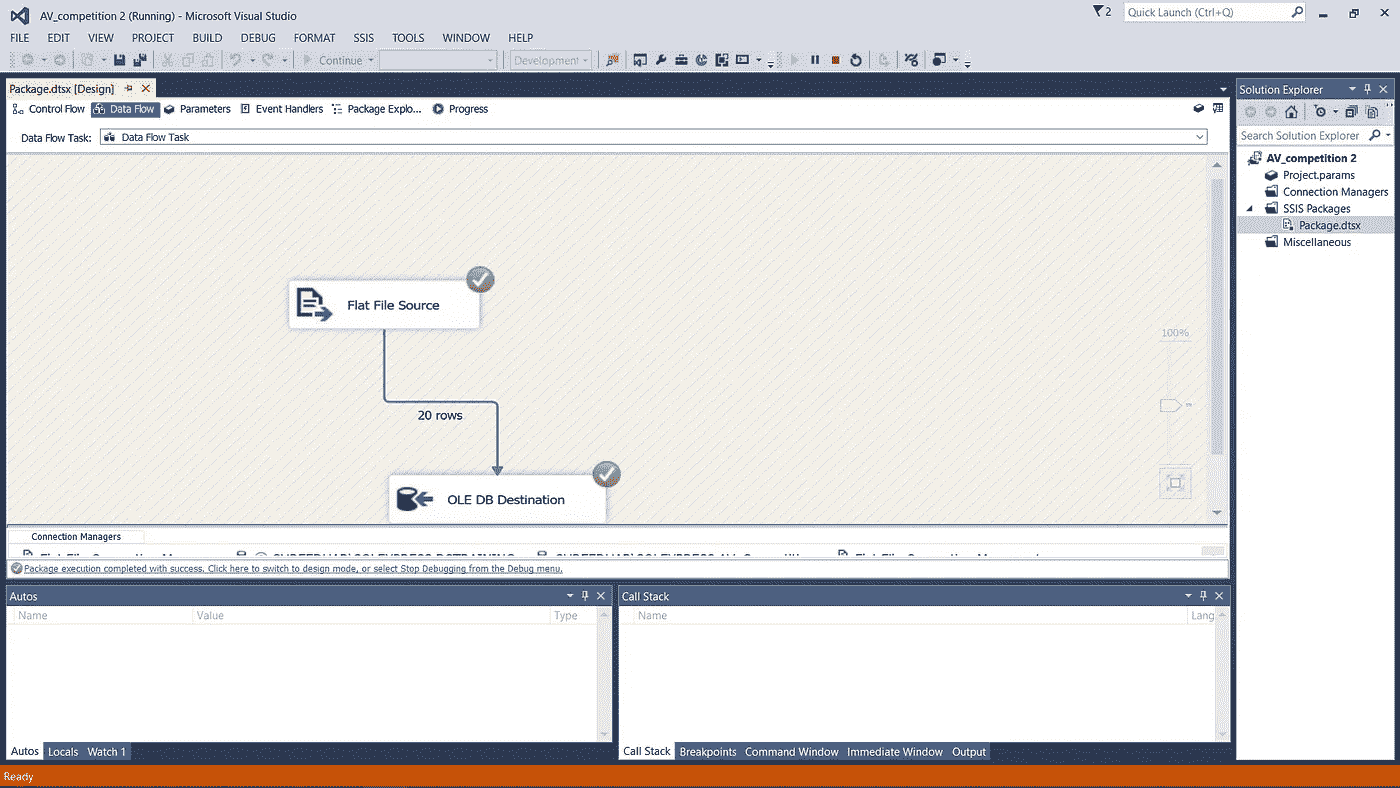 AV_competition 2 (Running) - Microsoft Visual Studio
2
Quick Launch (Ctrl+Q)
FILE EDIT VIEW PROJECT BUILD DEBUG FORMAT SSIS TOOLS WINDOW HELP
Continue Development
Package.dtsx [Design]
Control Flow Data Flow Parameters Event Handlers Package Explo... Progress
Data Flow Task: Data Flow Task
Flat File Source
20 rows
OLE DB Destination
100%
Connection Managers
Package execution completed with success. Click here to switch to design mode, or select Stop Debugging from the Debug menu.
Autos
Name Value Type
Autos Locals Watch 1
Call Stack
Name Lang
Call Stack Breakpoints Command Window Immediate Window Output
Solution Explorer
Search Solution Explorer
AV_competition 2
Project.params
Connection Managers
SSIS Packages
Package.dtsx
Miscellaneous
Ready